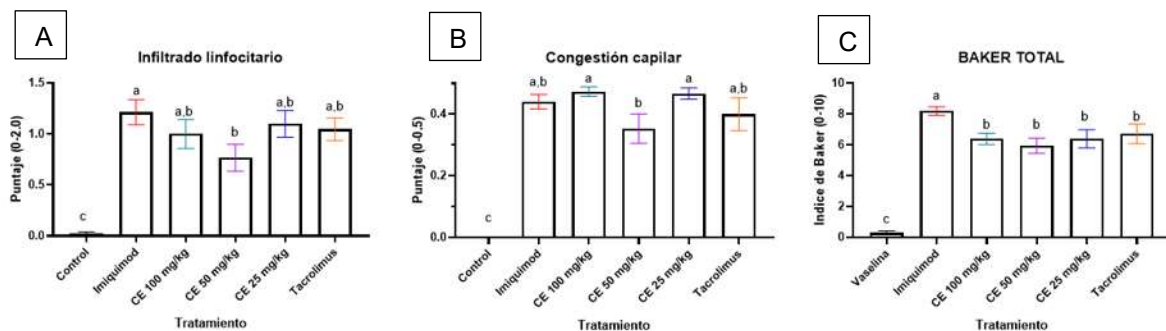 A
Infiltrado linfocitario
Puntaje (0-2.0)
1.5
1.0
0.5
0.0
c
a
a,b
b
a,b
a,b
Control
Imiquimod
CE 100 mg/kg
CE 50 mg/kg
CE 25 mg/kg
Tacrolimus
Tratamiento
B
Congestión capilar
Puntaje (0-0.5)
0.4
0.2
0.0
c
a,b
a
b
a
a,b
Control
Imiquimod
CE 100 mg/kg
CE 50 mg/kg
CE 25 mg/kg
Tacrolimus
Tratamiento
C
BAKER TOTAL
Indice de Baker (0-10)
10
8
6
4
2
0
c
a
b
b
b
b
Vaselina
Imiquimod
CE 100 mg/kg
CE 50 mg/kg
CE 25 mg/kg
Tacrolimus
Tratamiento